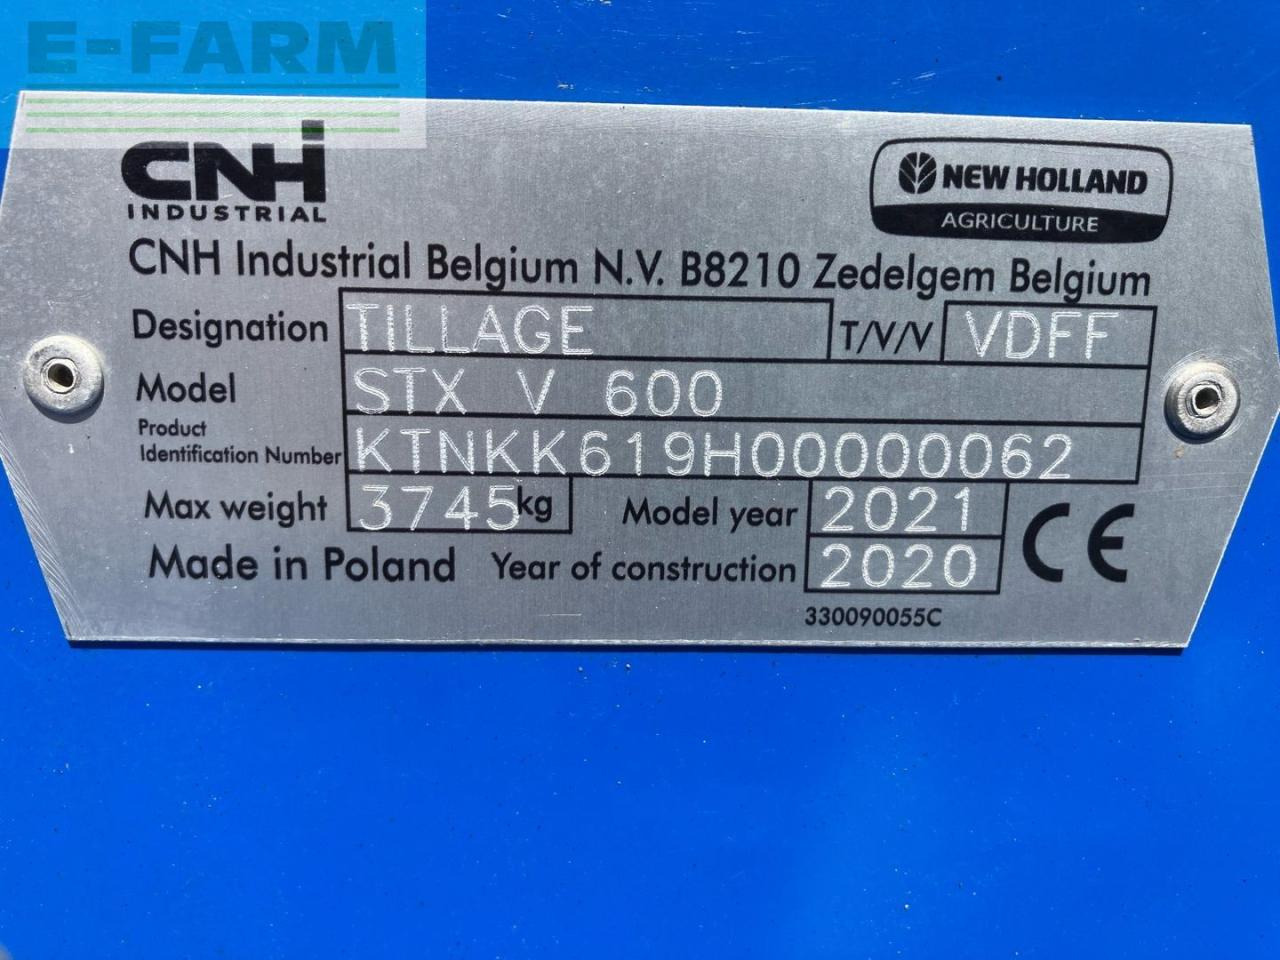 E-FARM
CNH
INDUSTRIAL
NEW HOLLAND
AGRICULTURE
CNH Industrial Belgium N.V. B8210 Zedelgem Belgium
Designation TILLAGE T/V/V VDFF
Model STX V 600
Product
Identification Number KTNKK619H00000062
Max weight 3745kg Model year 2021
Made in Poland Year of construction 2020
CE
330090055C